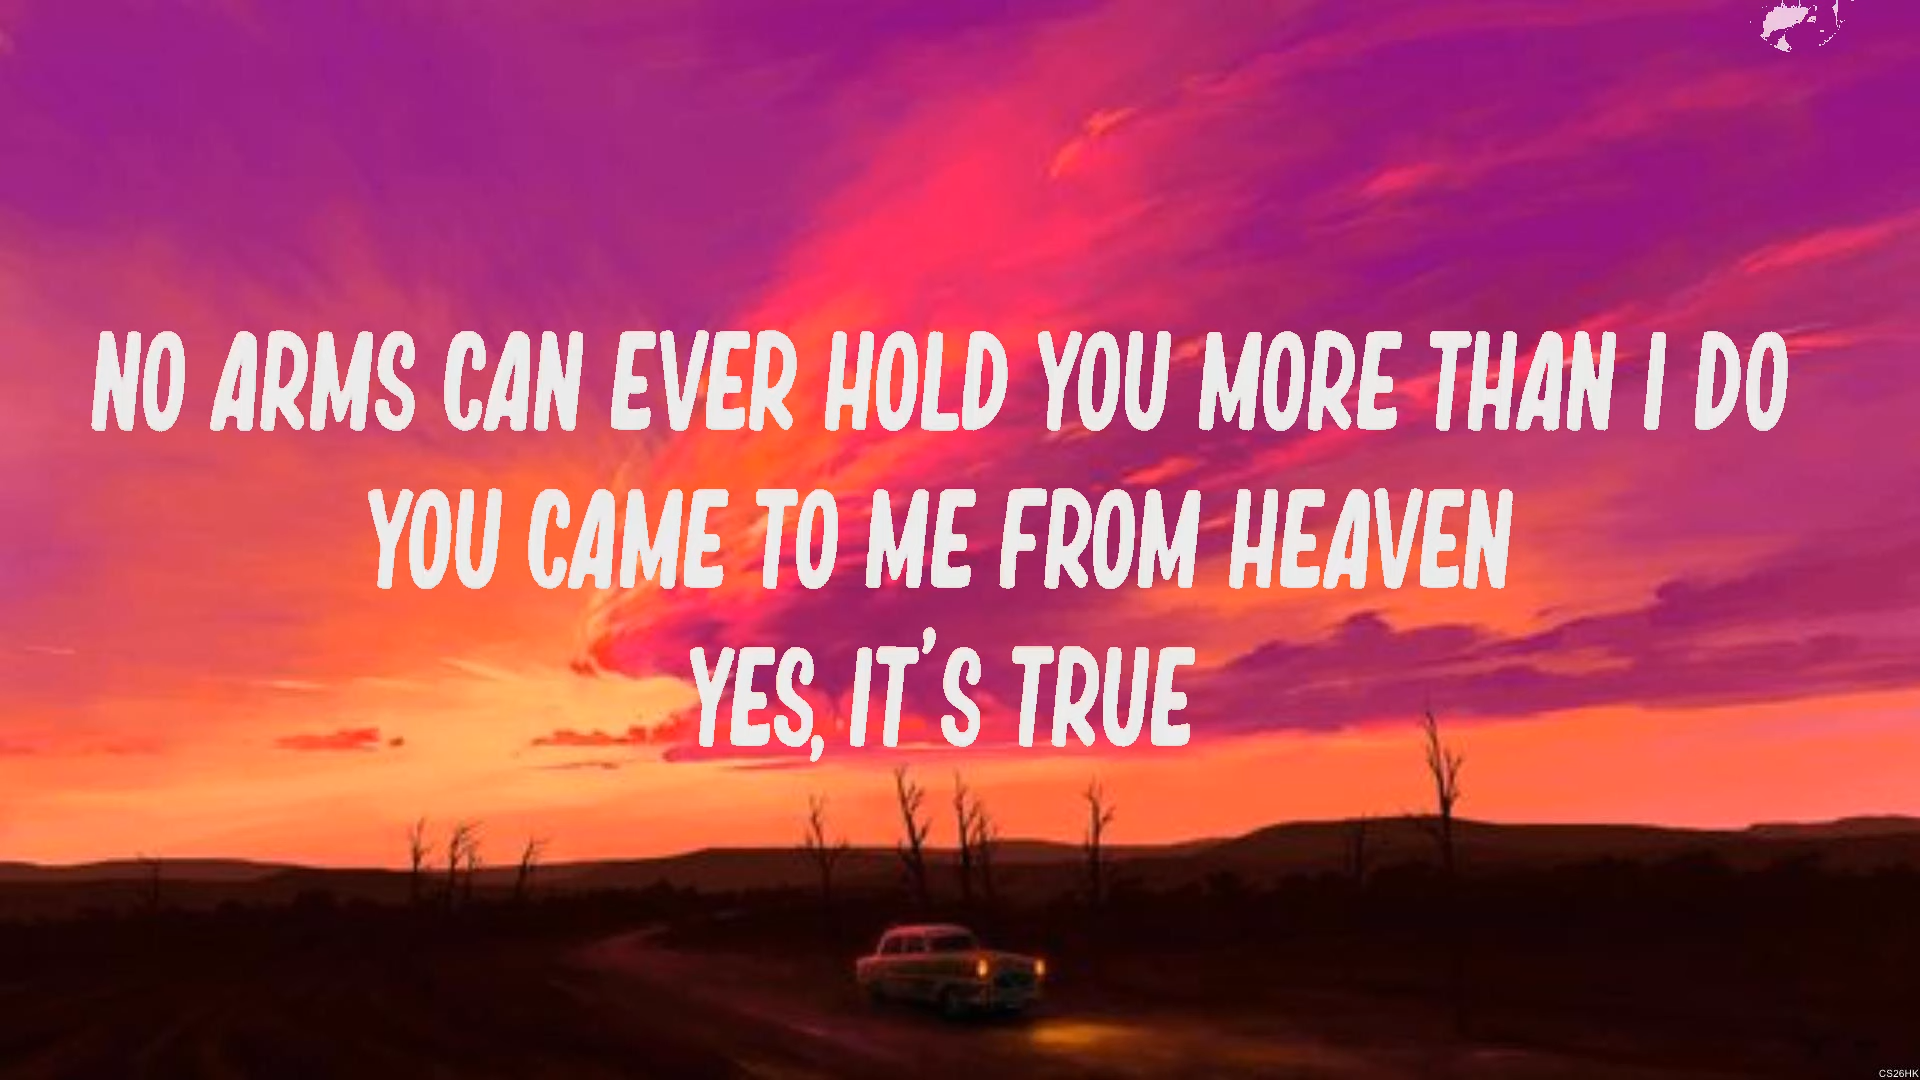 NO ARMS CAN EVER HOLD YOU MORE THAN I DO
YOU CAME TO ME FROM HEAVEN
YES, IT'S TRUE
CS26HK